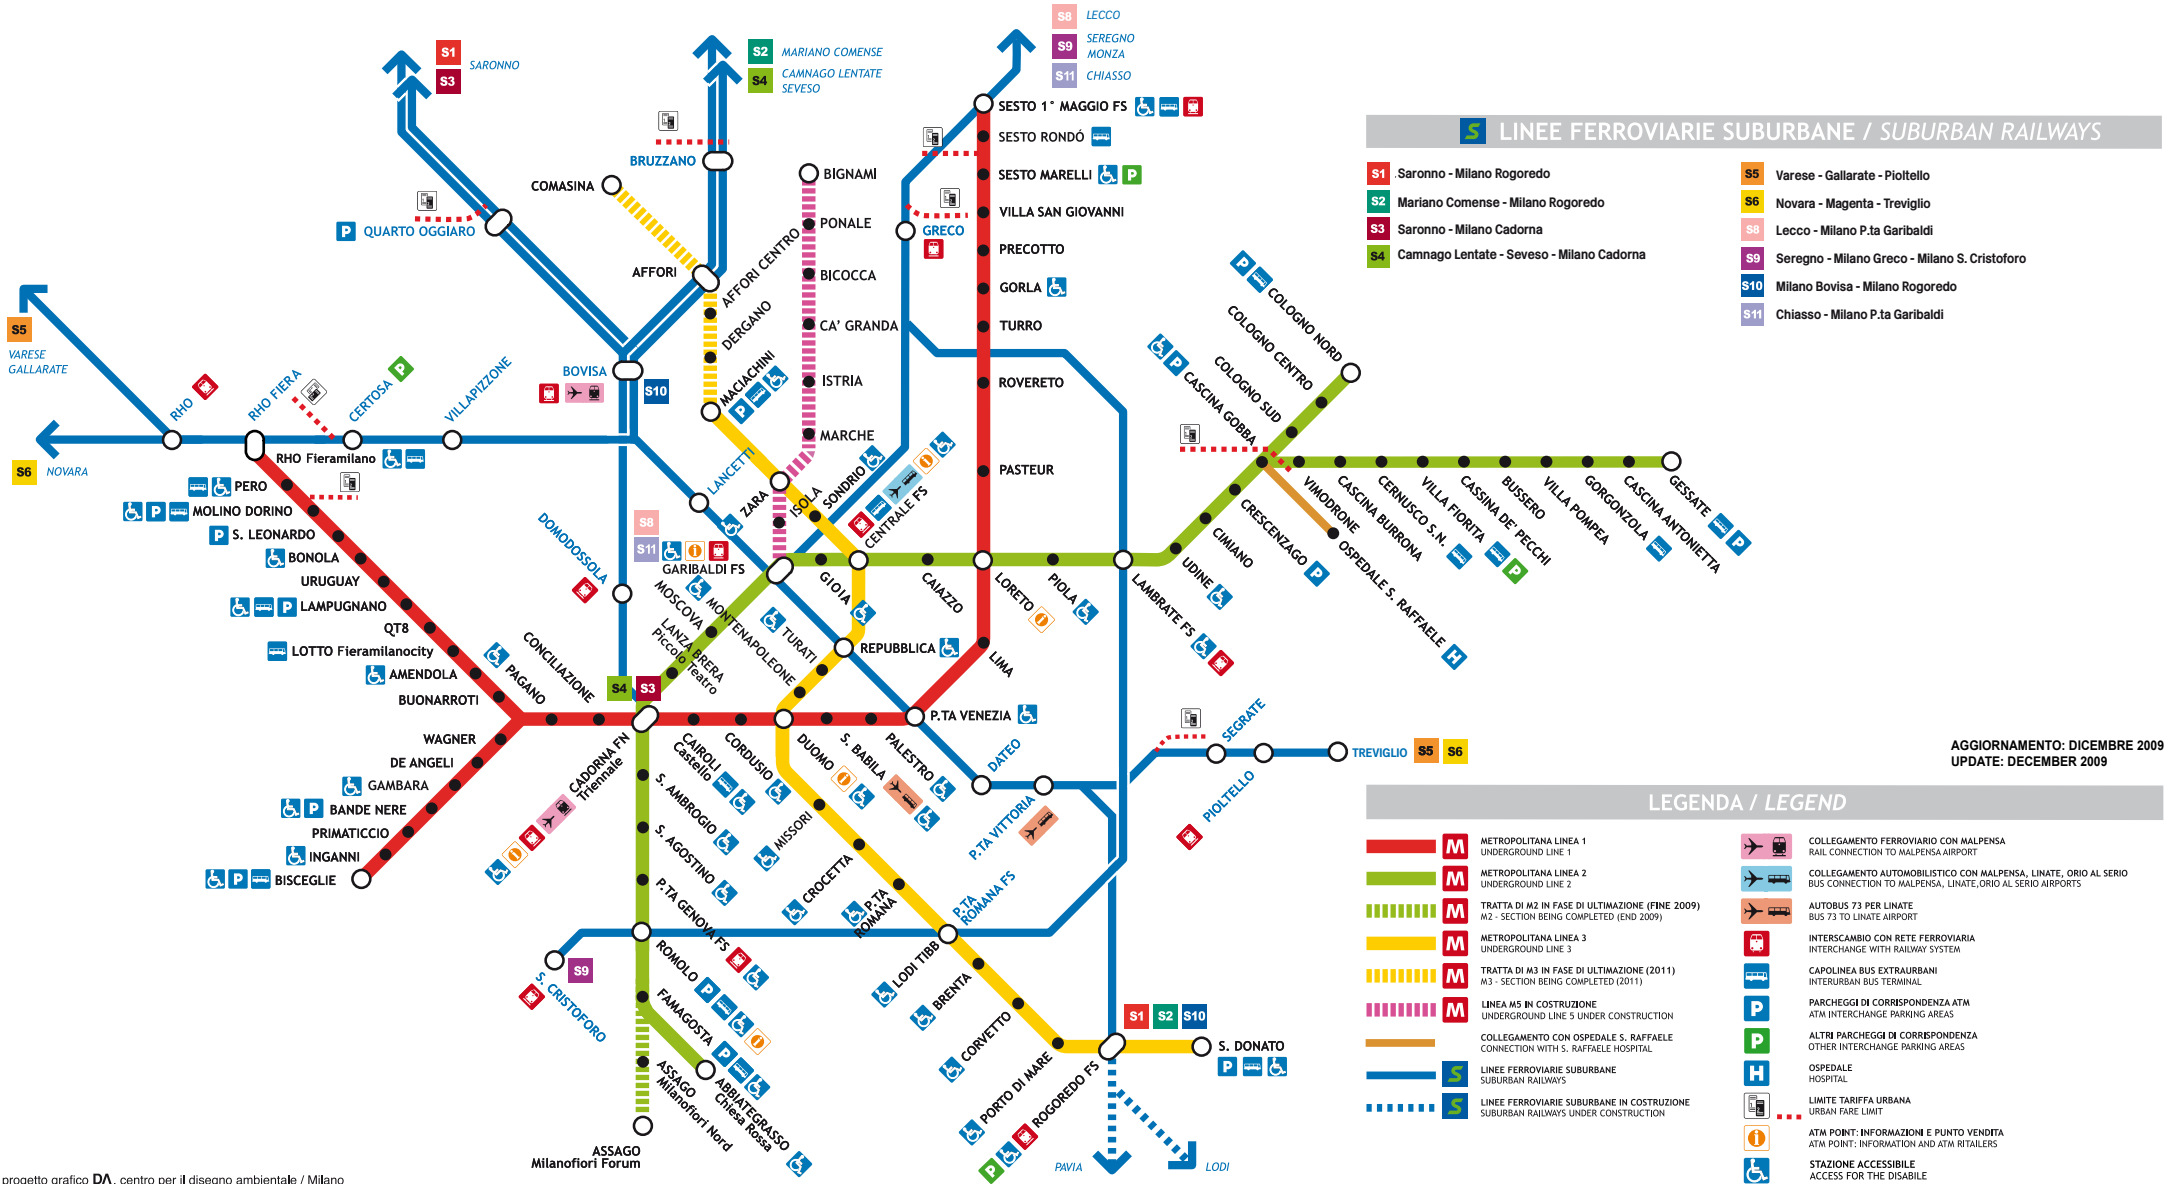 S8 LECCO
S9 SEREGNO
MONZA
S11 CHIASSO
S1
S3
SARONNO
S2 MARIANO COMENSE
S4 CAMNAGO LENTATE
SEVESO
SESTO 1° MAGGIO FS
SESTO RONDÓ
SESTO MARELLI P
VILLA SAN GIOVANNI
PRECOTTO
GORLA
TURRO
ROVERETO
PASTEUR
BRUZZANO
COMASINA
BIGNAMI
PONALE
BICOCCA
CA' GRANDA
ISTRIA
MARCHE
GRECO
P QUARTO OGGIARO
AFFORI
AFFORI CENTRO
DERGANO
MACIACHINI
P
BOVISA
S10
S5
VARESE
GALLARATE
S6 NOVARA
RHO
RHO FIERA
CERTOSA P
VILLAPIZZONE
RHO Fieramilano
PERO
P MOLINO DORINO
P S. LEONARDO
BONOLA
URUGUAY
P LAMPUGNANO
QT8
LOTTO Fieramilanocity
AMENDOLA
BUONARROTI
WAGNER
DE ANGELI
GAMBARA
P BANDE NERE
PRIMATICCIO
INGANNI
P BISCEGLIE
PAGANO
CONCILIAZIONE
DOMODOSSOLA
S8
S11
GARIBALDI FS
LANCETTI
ZARA
ISOLA
SONDRIO
CENTRALE FS
GIOIA
CAIAZZO
LORETO
PIOLA
LIMA
LAMBRATE FS
UDINE
CIMIANO
CRESCENZAGO P
P CASCINA GOBBA
COLOGNO SUD
COLOGNO CENTRO
P COLOGNO NORD
VIMODRONE
CASCINA BURRONA
CERNUSCO S.N.
VILLA FIORITA P
CASSINA DE' PECCHI
BUSSERO
VILLA POMPEA
GORGONZOLA
CASCINA ANTONIETTA
GESSATE P
OSPEDALE S. RAFFAELE H
MOSCOVA
LANZA BRERA
Piccolo Teatro
MONTENAPOLEONE
TURATI
REPUBBLICA
S4 S3
CADORNA FN
Triennale
CAIROLI
Castello
CORDUSIO
DUOMO
S. BABILA
PALESTRO
P.TA VENEZIA
DATEO
P.TA VITTORIA
SEGRATE
PIOLTELLO
TREVIGLIO S5 S6
S. AMBROGIO
S. AGOSTINO
P.TA GENOVA FS
ROMOLO P
FAMAGOSTA P
ABBIATEGRASSO
Chiesa Rossa
ASSAGO
Milanofiori Nord
ASSAGO
Milanofiori Forum
S9
S. CRISTOFORO
MISSORI
CROCETTA
P.TA
ROMANA
P.TA
ROMANA FS
LODI TIBB
BRENTA
CORVETTO
PORTO DI MARE
P ROGOREDO FS
S1 S2 S10
S. DONATO
P
PAVIA
LODI
S LINEE FERROVIARIE SUBURBANE / SUBURBAN RAILWAYS
S1 Saronno - Milano Rogoredo
S2 Mariano Comense - Milano Rogoredo
S3 Saronno - Milano Cadorna
S4 Camnago Lentate - Seveso - Milano Cadorna
S5 Varese - Gallarate - Pioltello
S6 Novara - Magenta - Treviglio
S8 Lecco - Milano P.ta Garibaldi
S9 Seregno - Milano Greco - Milano S. Cristoforo
S10 Milano Bovisa - Milano Rogoredo
S11 Chiasso - Milano P.ta Garibaldi
AGGIORNAMENTO: DICEMBRE 2009
UPDATE: DECEMBER 2009
LEGENDA / LEGEND
M METROPOLITANA LINEA 1
UNDERGROUND LINE 1
M METROPOLITANA LINEA 2
UNDERGROUND LINE 2
M TRATTA DI M2 IN FASE DI ULTIMAZIONE (FINE 2009)
M2 - SECTION BEING COMPLETED (END 2009)
M METROPOLITANA LINEA 3
UNDERGROUND LINE 3
M TRATTA DI M3 IN FASE DI ULTIMAZIONE (2011)
M3 - SECTION BEING COMPLETED (2011)
M LINEA M5 IN COSTRUZIONE
UNDERGROUND LINE 5 UNDER CONSTRUCTION
COLLEGAMENTO CON OSPEDALE S. RAFFAELE
CONNECTION WITH S. RAFFAELE HOSPITAL
S LINEE FERROVIARIE SUBURBANE
SUBURBAN RAILWAYS
S LINEE FERROVIARIE SUBURBANE IN COSTRUZIONE
SUBURBAN RAILWAYS UNDER CONSTRUCTION
COLLEGAMENTO FERROVIARIO CON MALPENSA
RAIL CONNECTION TO MALPENSA AIRPORT
COLLEGAMENTO AUTOMOBILISTICO CON MALPENSA, LINATE, ORIO AL SERIO
BUS CONNECTION TO MALPENSA, LINATE,ORIO AL SERIO AIRPORTS
AUTOBUS 73 PER LINATE
BUS 73 TO LINATE AIRPORT
INTERSCAMBIO CON RETE FERROVIARIA
INTERCHANGE WITH RAILWAY SYSTEM
CAPOLINEA BUS EXTRAURBANI
INTERURBAN BUS TERMINAL
P PARCHEGGI DI CORRISPONDENZA ATM
ATM INTERCHANGE PARKING AREAS
P ALTRI PARCHEGGI DI CORRISPONDENZA
OTHER INTERCHANGE PARKING AREAS
H OSPEDALE
HOSPITAL
LIMITE TARIFFA URBANA
URBAN FARE LIMIT
ATM POINT: INFORMAZIONI E PUNTO VENDITA
ATM POINT: INFORMATION AND ATM RITAILERS
STAZIONE ACCESSIBILE
ACCESS FOR THE DISABILE
progetto grafico DA. centro per il disegno ambientale / Milano